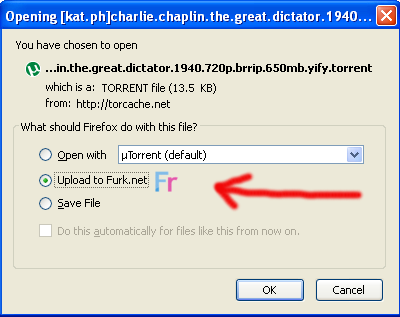 Opening [kat.ph]charlie.chaplin.the.great.dictator.1940...
You have chosen to open
...in.the.great.dictator.1940.720p.brrip.650mb.yify.torrent
which is a: TORRENT file (13.5 KB)
from: http://torcache.net
What should Firefox do with this file?
Open with µTorrent (default)
Upload to Furk.net Fr
Save File
Do this automatically for files like this from now on.
OK Cancel